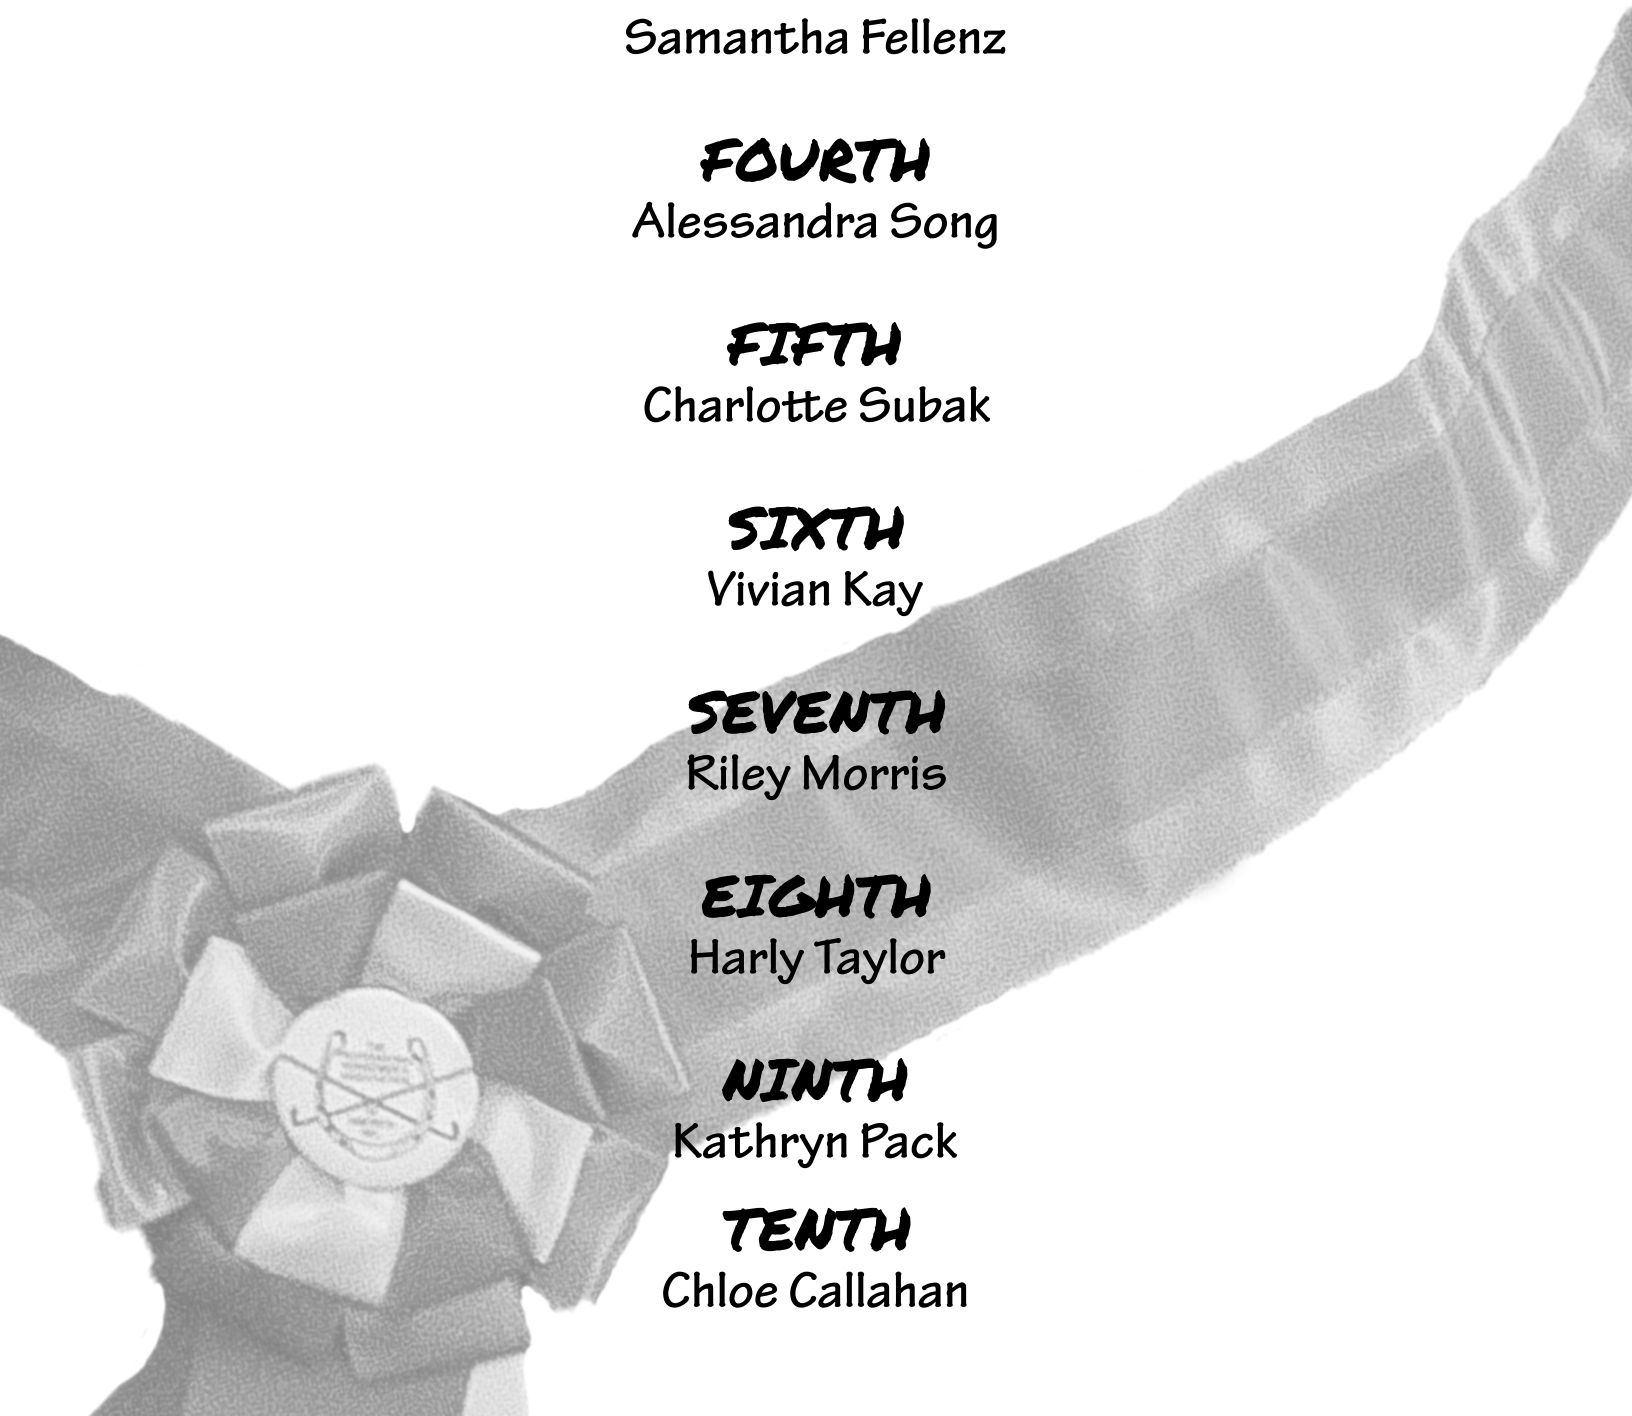 Samantha Fellenz
FOURTH
Alessandra Song
FIFTH
Charlotte Subak
SIXTH
Vivian Kay
SEVENTH
Riley Morris
EIGHTH
Harly Taylor
NINTH
Kathryn Pack
TENTH
Chloe Callahan